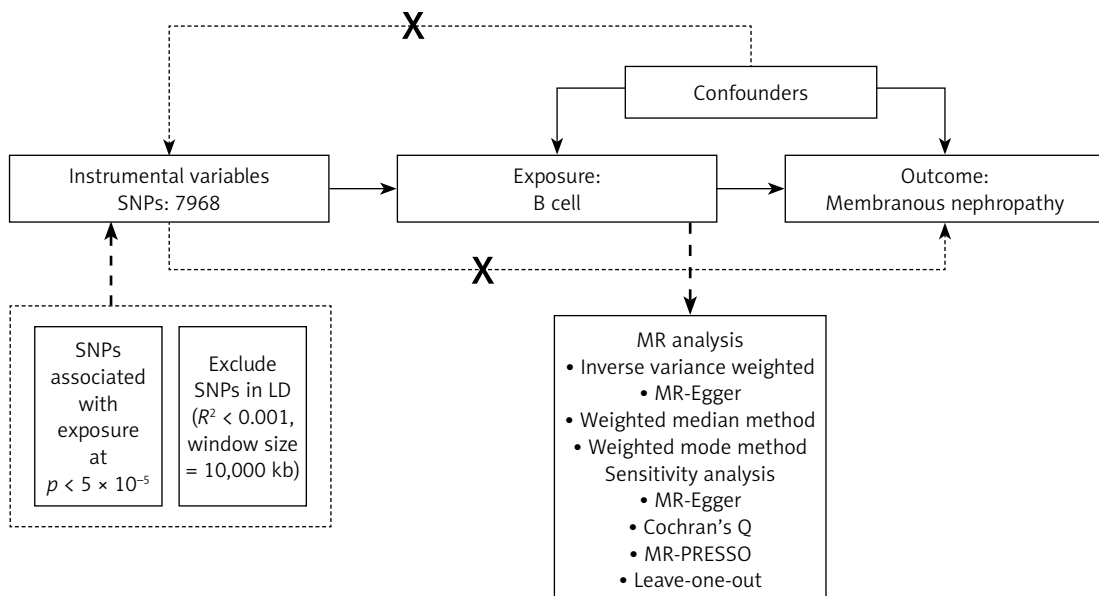 X
Confounders
Instrumental variables
SNPs: 7968
Exposure:
B cell
Outcome:
Membranous nephropathy
X
SNPs
associated
with
exposure
at
p < 5 × 10⁻⁵
Exclude
SNPs in LD
(R² < 0.001,
window size
= 10,000 kb)
MR analysis
• Inverse variance weighted
• MR-Egger
• Weighted median method
• Weighted mode method
Sensitivity analysis
• MR-Egger
• Cochran’s Q
• MR-PRESSO
• Leave-one-out